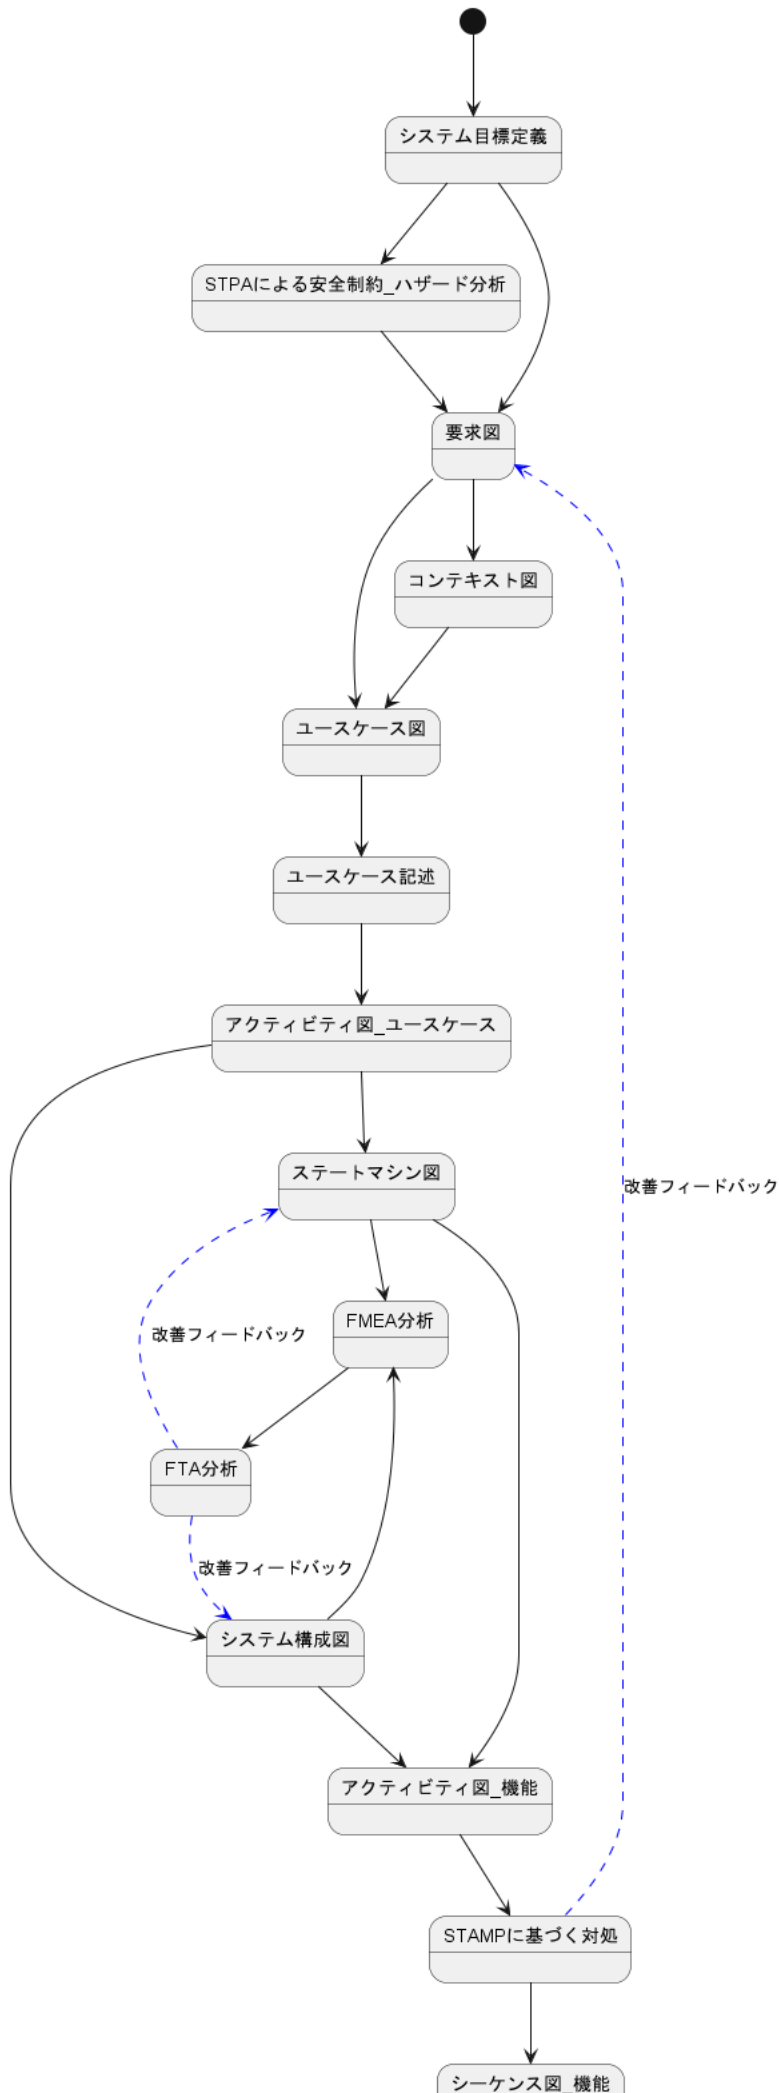 システム目標定義
STPAによる安全制約_ハザード分析
要求図
コンテキスト図
ユースケース図
ユースケース記述
アクティビティ図_ユースケース
ステートマシン図
改善フィードバック
FMEA分析
改善フィードバック
FTA分析
改善フィードバック
システム構成図
アクティビティ図_機能
STAMPに基づく対処
シーケンス図_機能